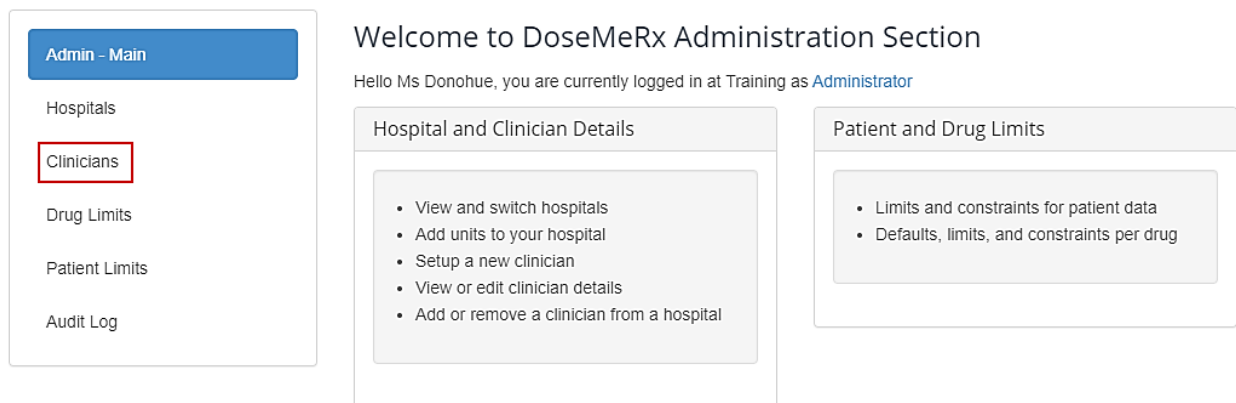 Admin - Main
Hospitals
Clinicians
Drug Limits
Patient Limits
Audit Log
Welcome to DoseMeRx Administration Section
Hello Ms Donohue, you are currently logged in at Training as Administrator
Hospital and Clinician Details
• View and switch hospitals
• Add units to your hospital
• Setup a new clinician
• View or edit clinician details
• Add or remove a clinician from a hospital
Patient and Drug Limits
• Limits and constraints for patient data
• Defaults, limits, and constraints per drug